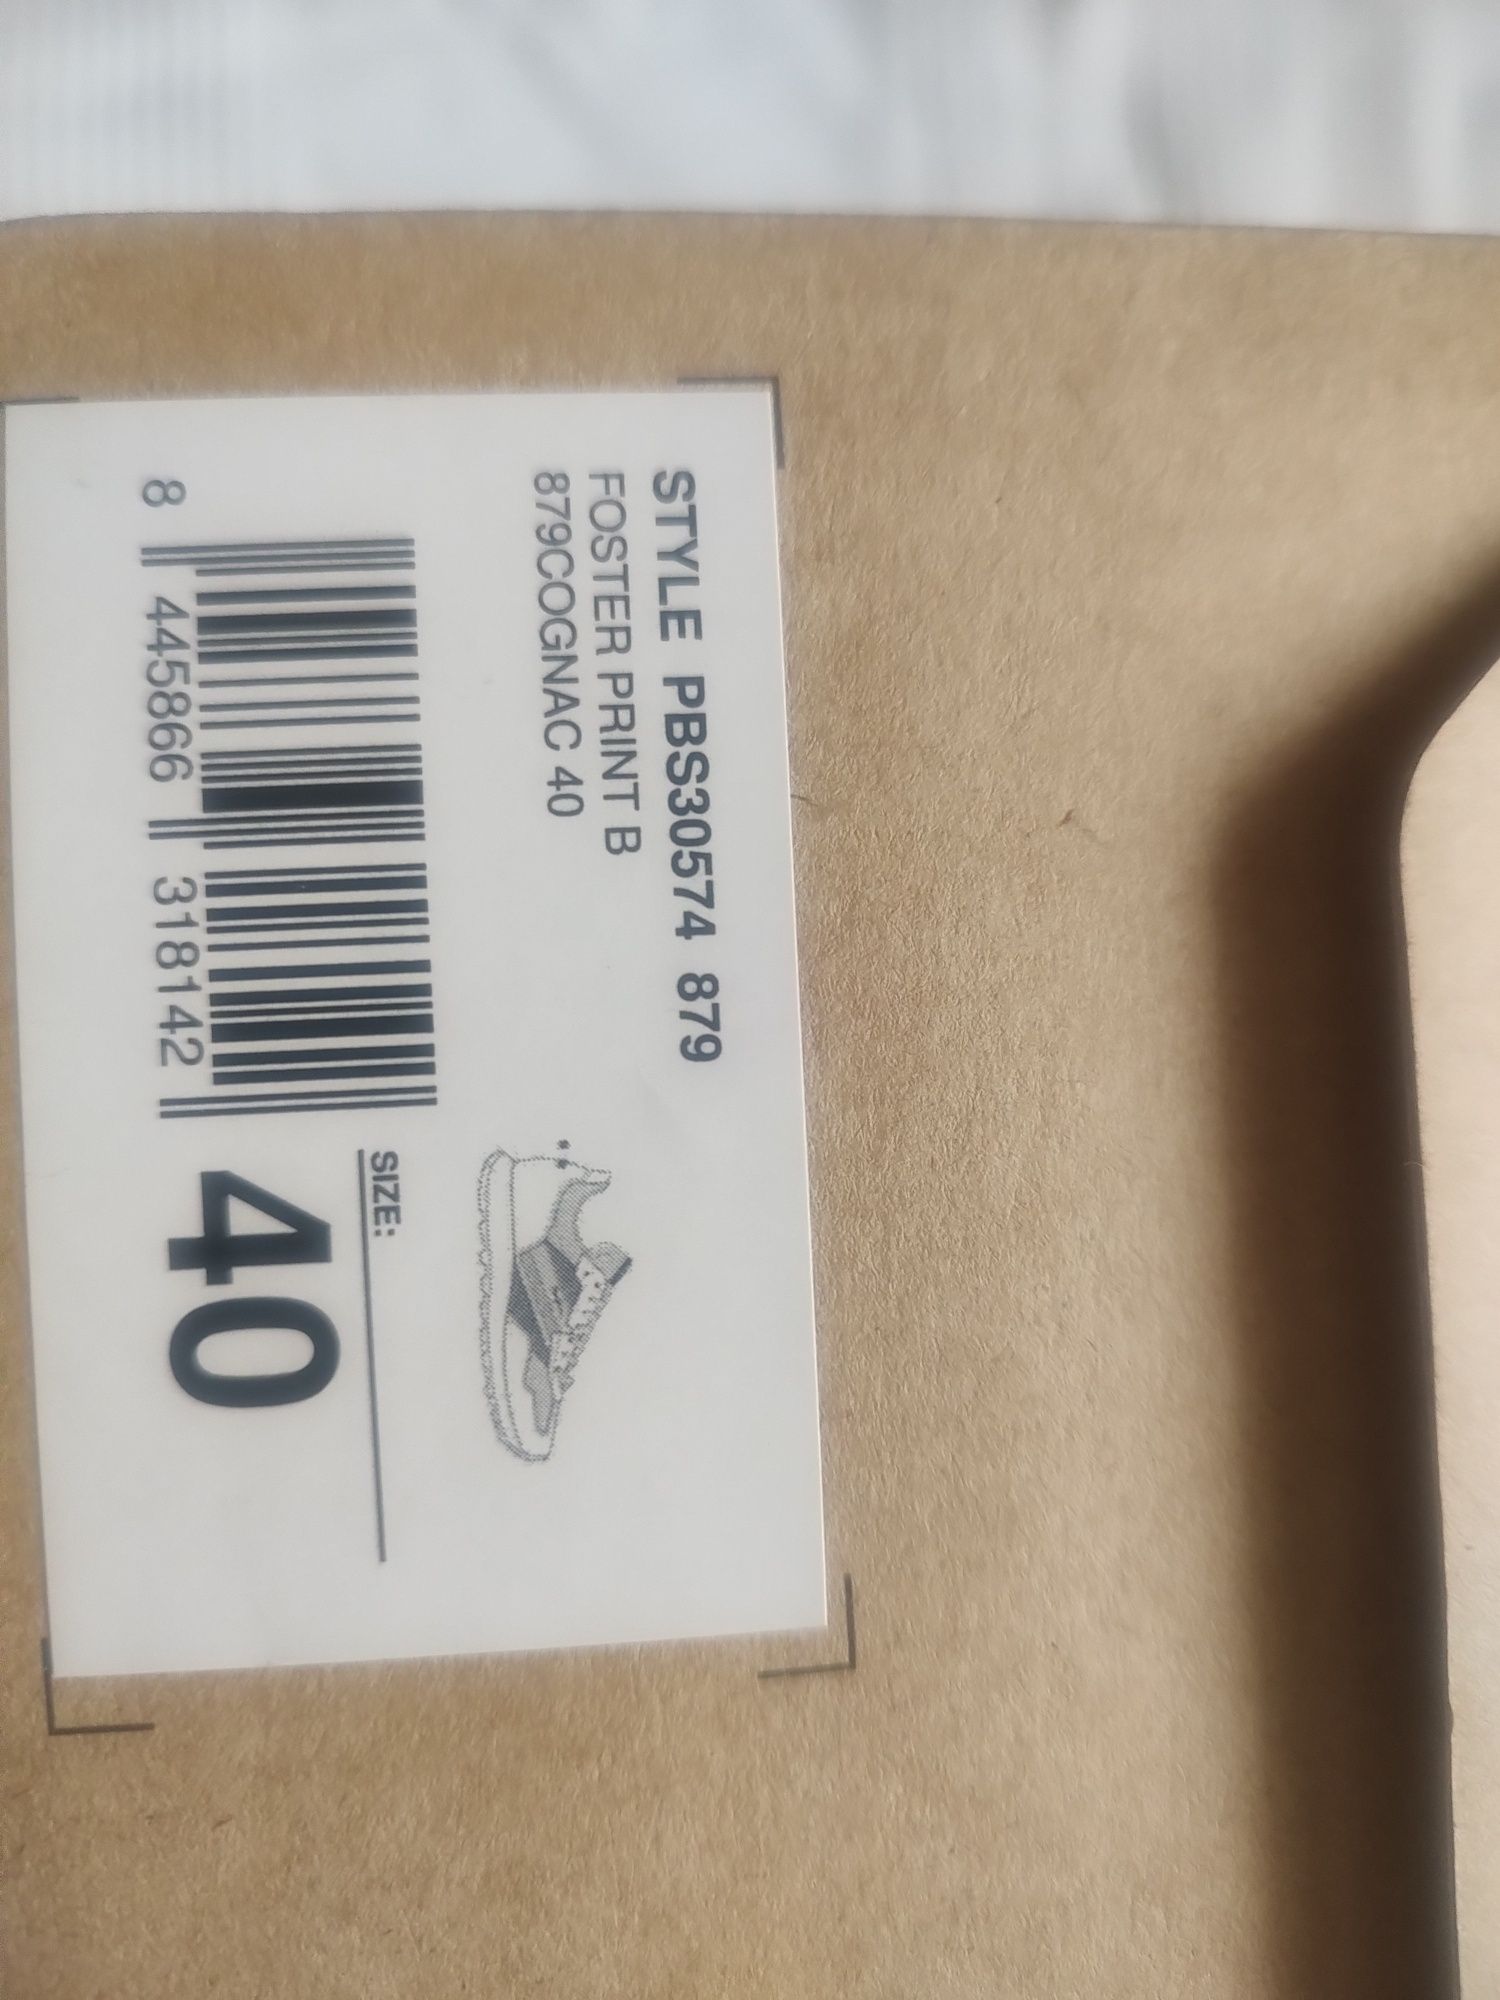 STYLE PBS30574 879
FOSTER PRINT B
879COGNAC 40
8 445866 318142
SIZE:
40